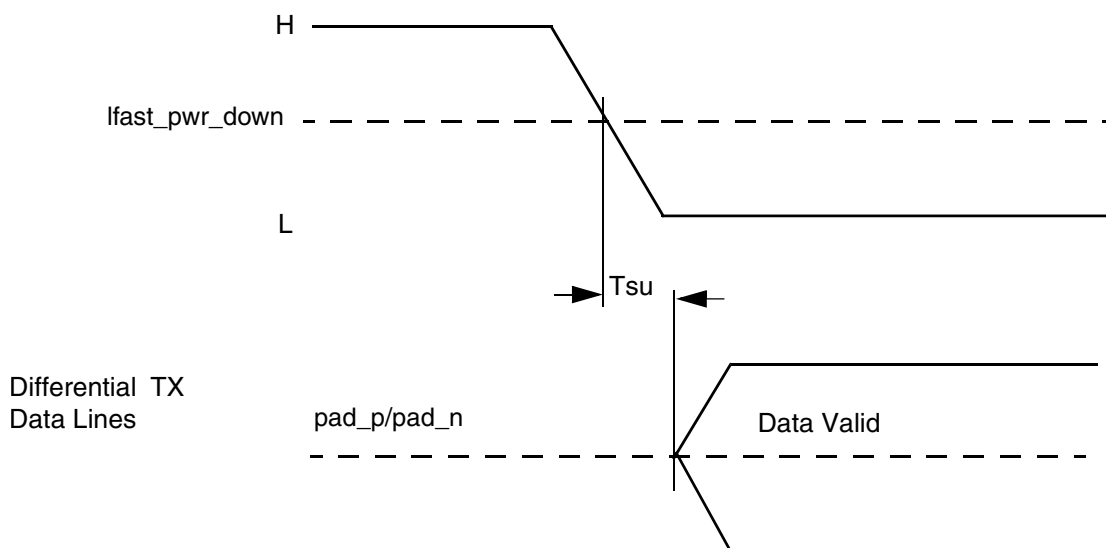 H
lfast_pwr_down
L
Tsu
Differential TX
Data Lines
pad_p/pad_n
Data Valid